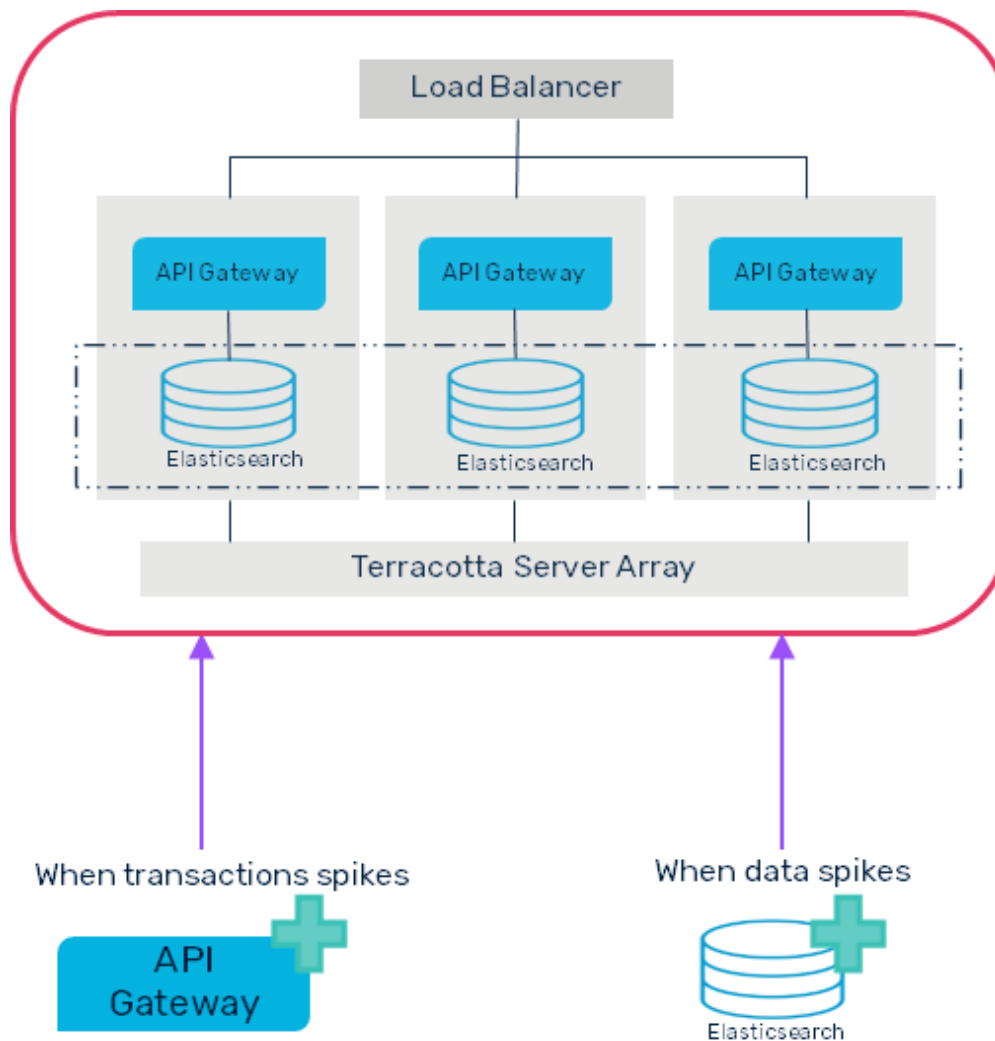 Load Balancer
API Gateway
API Gateway
API Gateway
Elasticsearch
Elasticsearch
Elasticsearch
Terracotta Server Array
When transactions spikes
When data spikes
API
Gateway
Elasticsearch